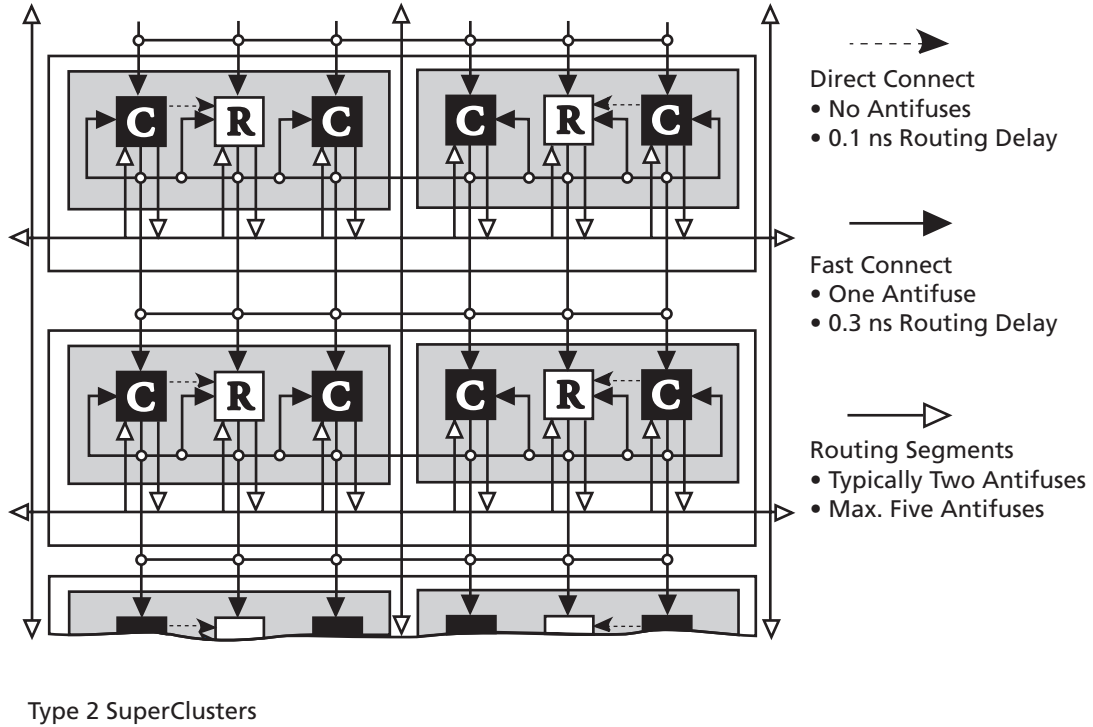 C R C C R C
C R C C R C
Direct Connect
• No Antifuses
• 0.1 ns Routing Delay
Fast Connect
• One Antifuse
• 0.3 ns Routing Delay
Routing Segments
• Typically Two Antifuses
• Max. Five Antifuses
Type 2 SuperClusters